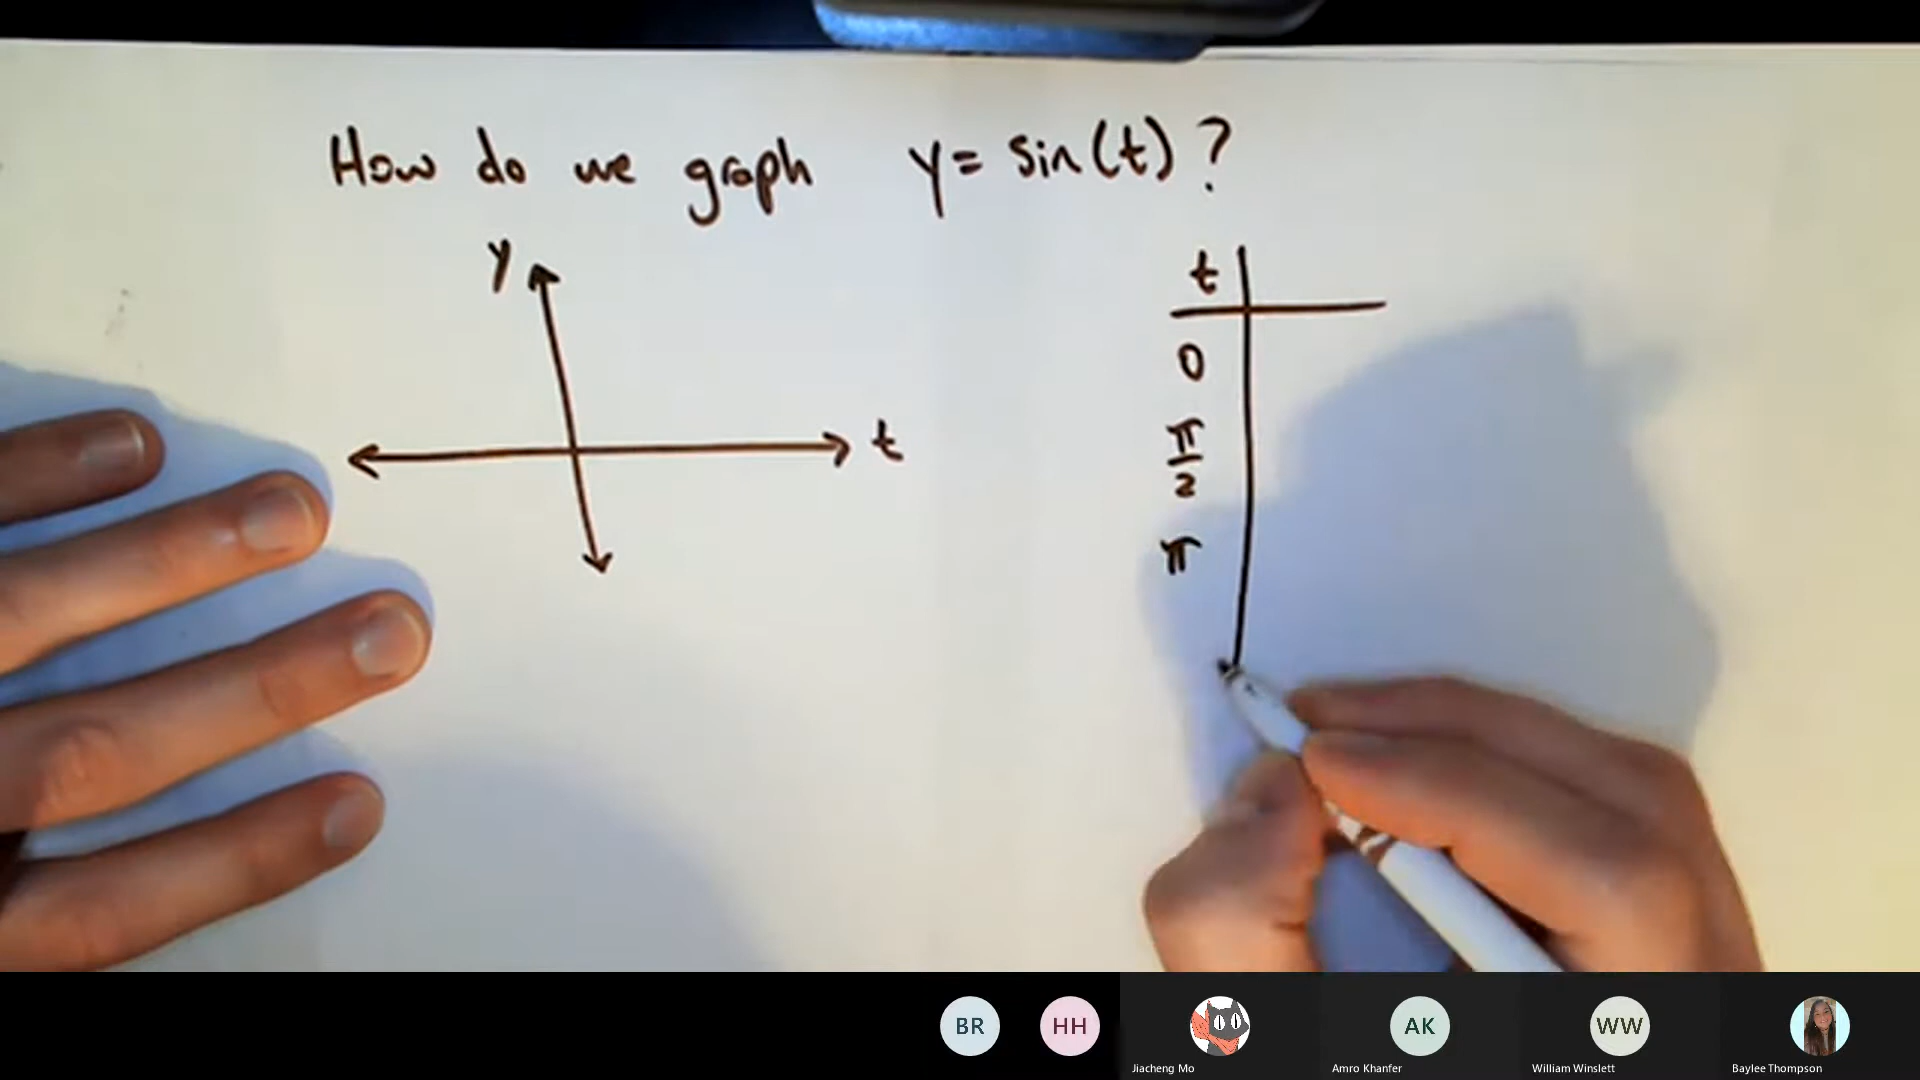 How do we graph y = sin(t)?
y
t
t
0
π/2
π
BR
HH
AK
WW
Jiacheng Mo
Amro Khanfer
William Winslett
Baylee Thompson